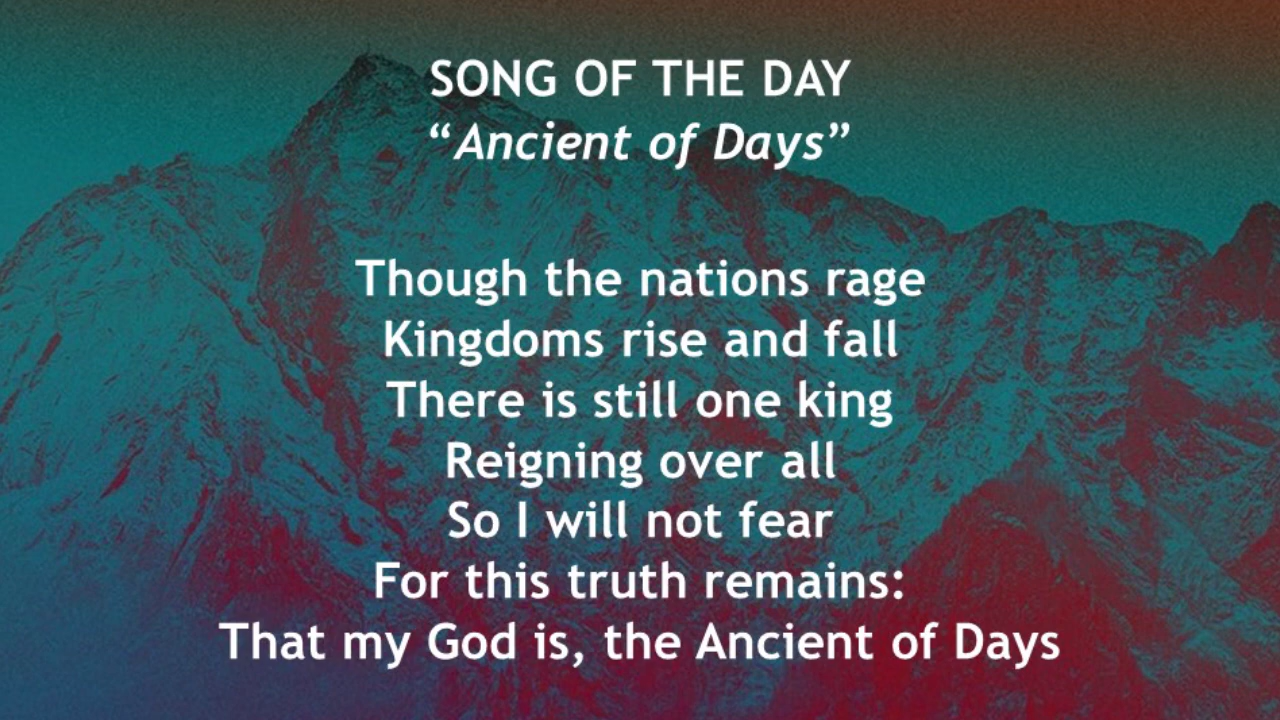 SONG OF THE DAY
“Ancient of Days”
Though the nations rage
Kingdoms rise and fall
There is still one king
Reigning over all
So I will not fear
For this truth remains:
That my God is, the Ancient of Days